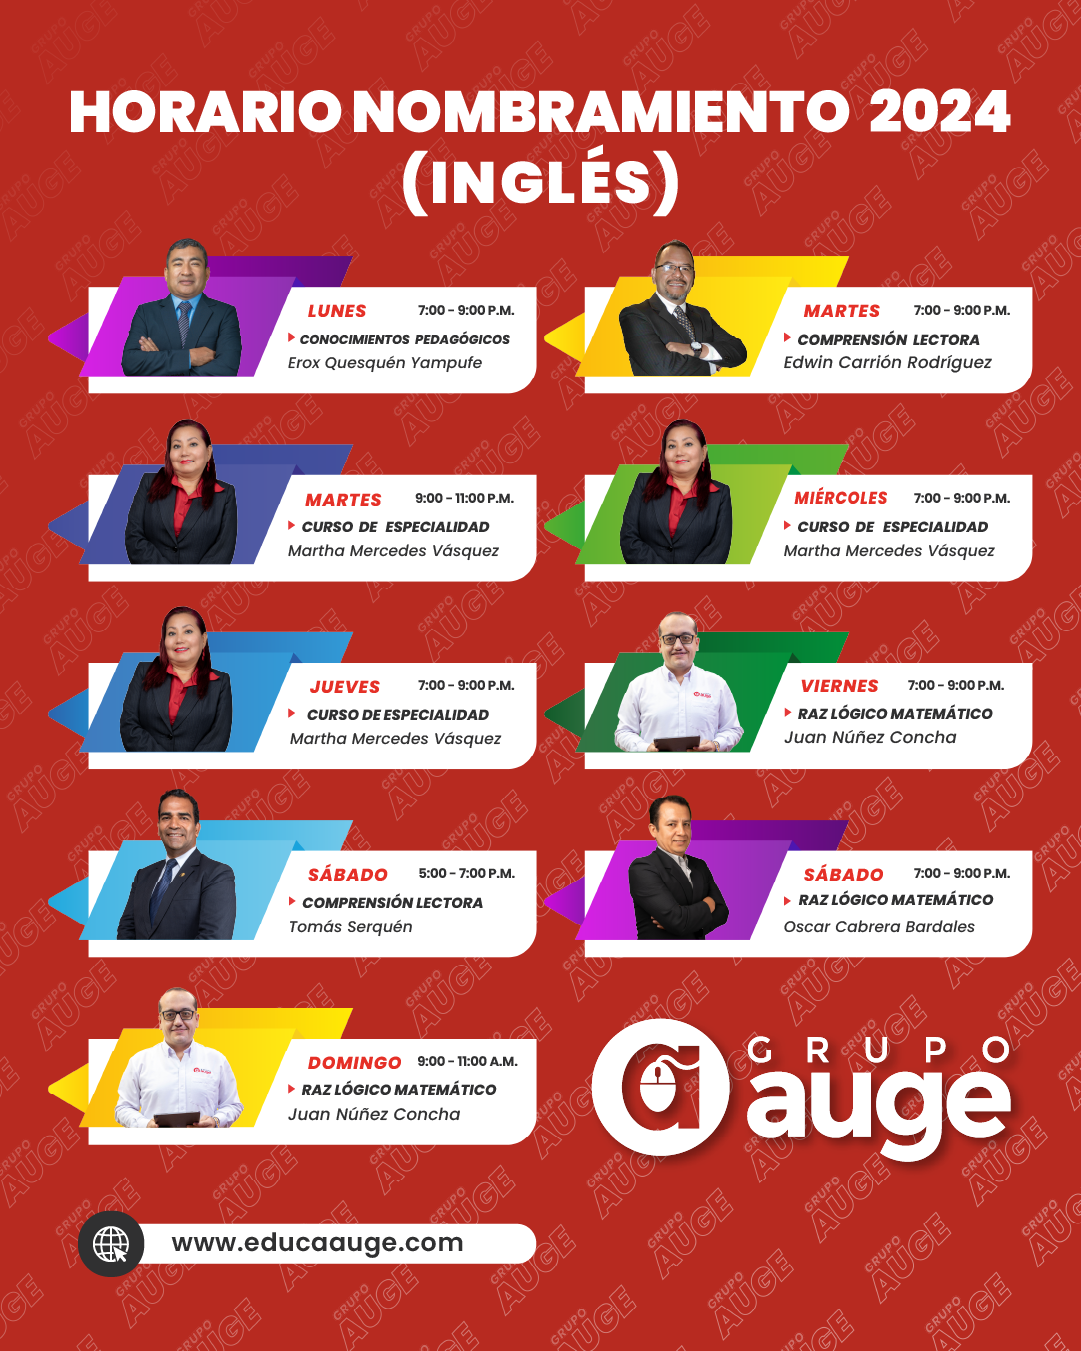 HORARIO NOMBRAMIENTO 2024
(INGLÉS)
LUNES 7:00 - 9:00 P.M.
CONOCIMIENTOS PEDAGÓGICOS
Erox Quesquén Yampufe
MARTES 7:00 - 9:00 P.M.
COMPRENSIÓN LECTORA
Edwin Carrión Rodríguez
MARTES 9:00 - 11:00 P.M.
CURSO DE ESPECIALIDAD
Martha Mercedes Vásquez
MIÉRCOLES 7:00 - 9:00 P.M.
CURSO DE ESPECIALIDAD
Martha Mercedes Vásquez
JUEVES 7:00 - 9:00 P.M.
CURSO DE ESPECIALIDAD
Martha Mercedes Vásquez
VIERNES 7:00 - 9:00 P.M.
RAZ LÓGICO MATEMÁTICO
Juan Núñez Concha
SÁBADO 5:00 - 7:00 P.M.
COMPRENSIÓN LECTORA
Tomás Serquén
SÁBADO 7:00 - 9:00 P.M.
RAZ LÓGICO MATEMÁTICO
Oscar Cabrera Bardales
DOMINGO 9:00 - 11:00 A.M.
RAZ LÓGICO MATEMÁTICO
Juan Núñez Concha
GRUPO
auge
www.educaauge.com